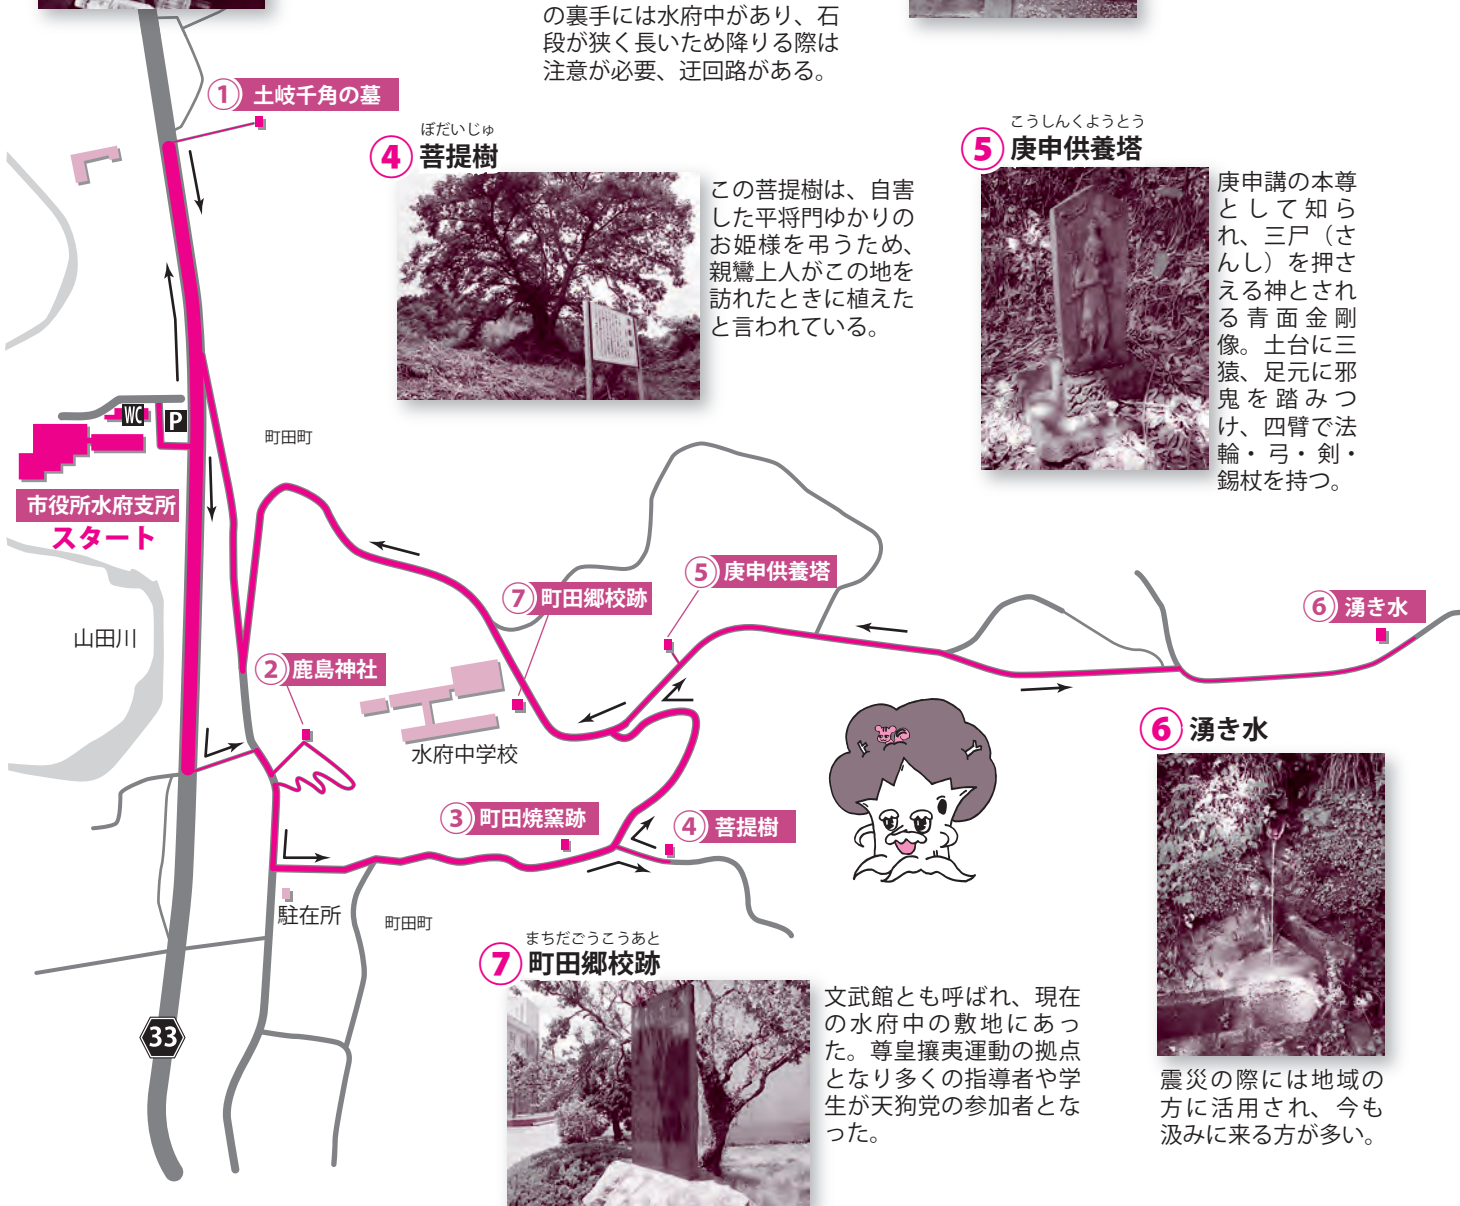 の裏手には水府中があり、石
段が狭く長いため降りる際は
注意が必要、迂回路がある。
① 土岐千角の墓
ぼだいじゅ
④ 菩提樹
この菩提樹は、自害
した平将門ゆかりの
お姫様を弔うため、
親鸞上人がこの地を
訪れたときに植えた
と言われている。
こうしんくようとう
⑤ 庚申供養塔
庚申講の本尊
として知ら
れ、三尸（さ
んし）を押さ
える神とされ
る青面金剛
像。土台に三
猿、足元に邪
鬼を踏みつ
け、四臂で法
輪・弓・剣・
錫杖を持つ。
WC
P
町田町
市役所水府支所
スタート
山田川
② 鹿島神社
⑦ 町田郷校跡
⑤ 庚申供養塔
⑥ 湧き水
水府中学校
③ 町田焼窯跡
④ 菩提樹
駐在所
町田町
33
⑥ 湧き水
震災の際には地域の
方に活用され、今も
汲みに来る方が多い。
まちだごうこうあと
⑦ 町田郷校跡
文武館とも呼ばれ、現在
の水府中の敷地にあっ
た。尊皇攘夷運動の拠点
となり多くの指導者や学
生が天狗党の参加者とな
った。